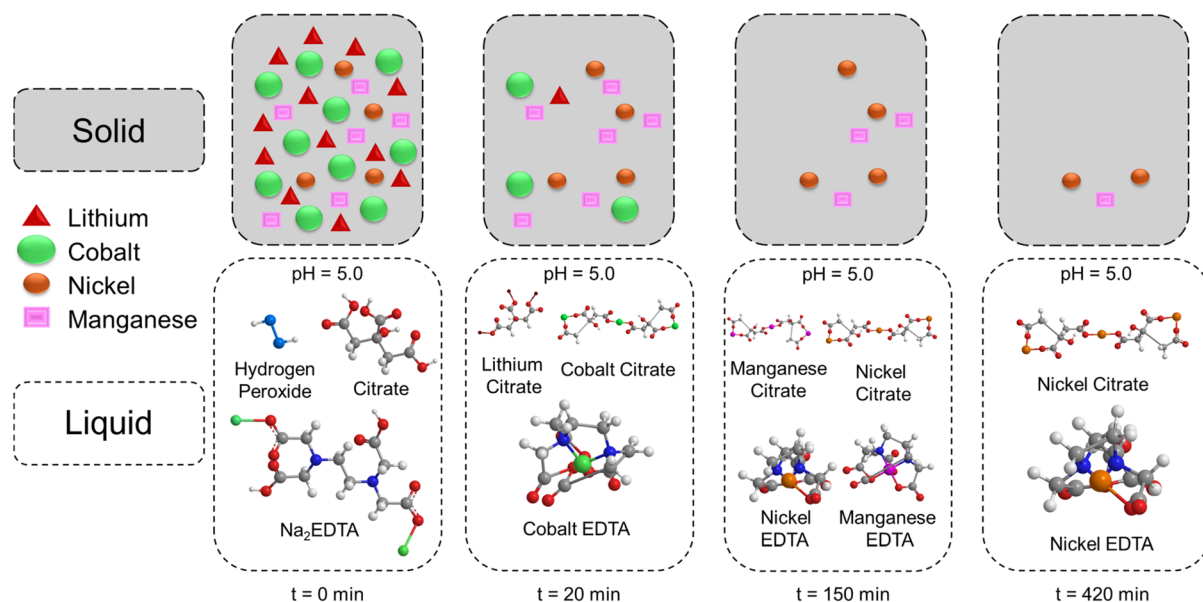 Solid
Lithium
Cobalt
Nickel
Manganese
Liquid
pH = 5.0
Hydrogen
Peroxide
Citrate
Na₂EDTA
t = 0 min
pH = 5.0
Lithium
Citrate
Cobalt Citrate
Cobalt EDTA
t = 20 min
pH = 5.0
Manganese
Citrate
Nickel
Citrate
Nickel
EDTA
Manganese
EDTA
t = 150 min
pH = 5.0
Nickel Citrate
Nickel EDTA
t = 420 min